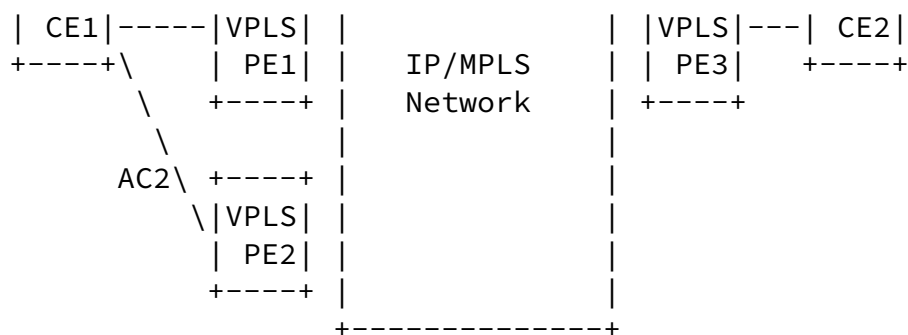 | CE1|-----|VPLS| |              | |VPLS|---| CE2|
+----+\    | PE1| |   IP/MPLS    | | PE3|   +----+
       \   +----+ |   Network    | +----+
        \         |              |
     AC2\  +----+ |              |
          \|VPLS| |              |
           | PE2| |              |
           +----+ |              |
                  +--------------+